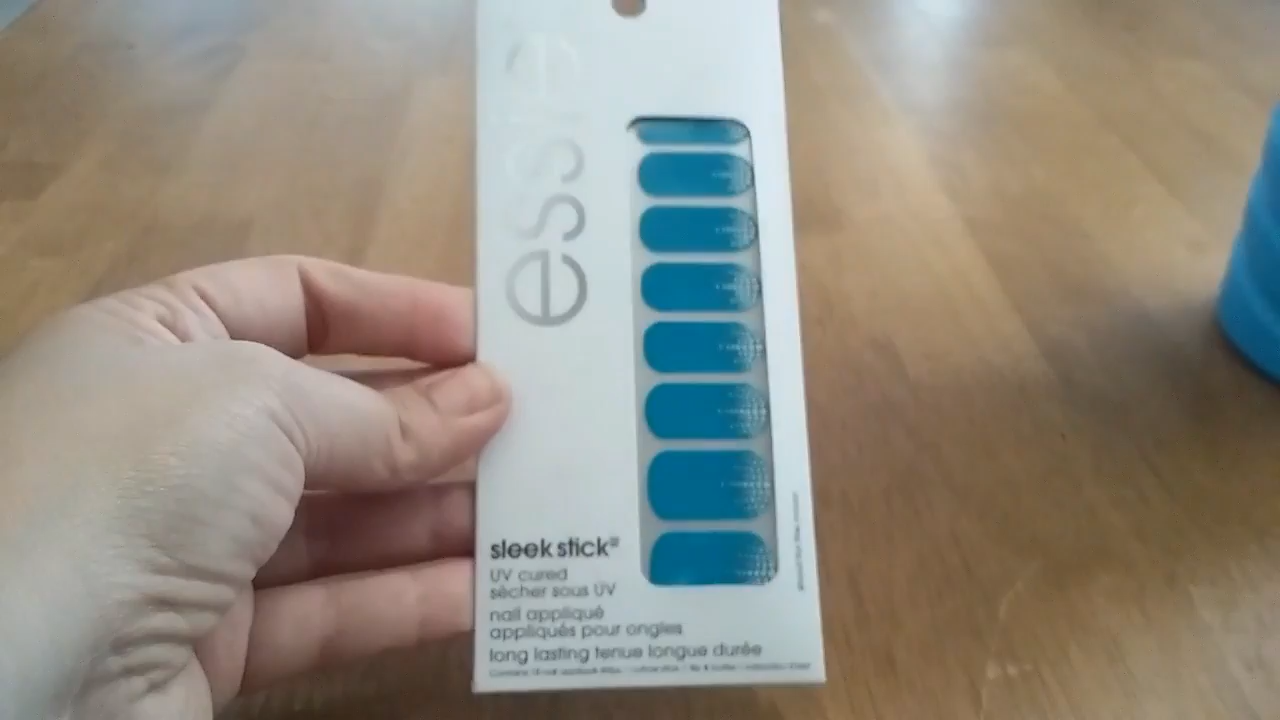 essie
sleek stick
UV cured
sécher sous UV
nail appliqué
appliqués pour ongles
long lasting tenue longue durée